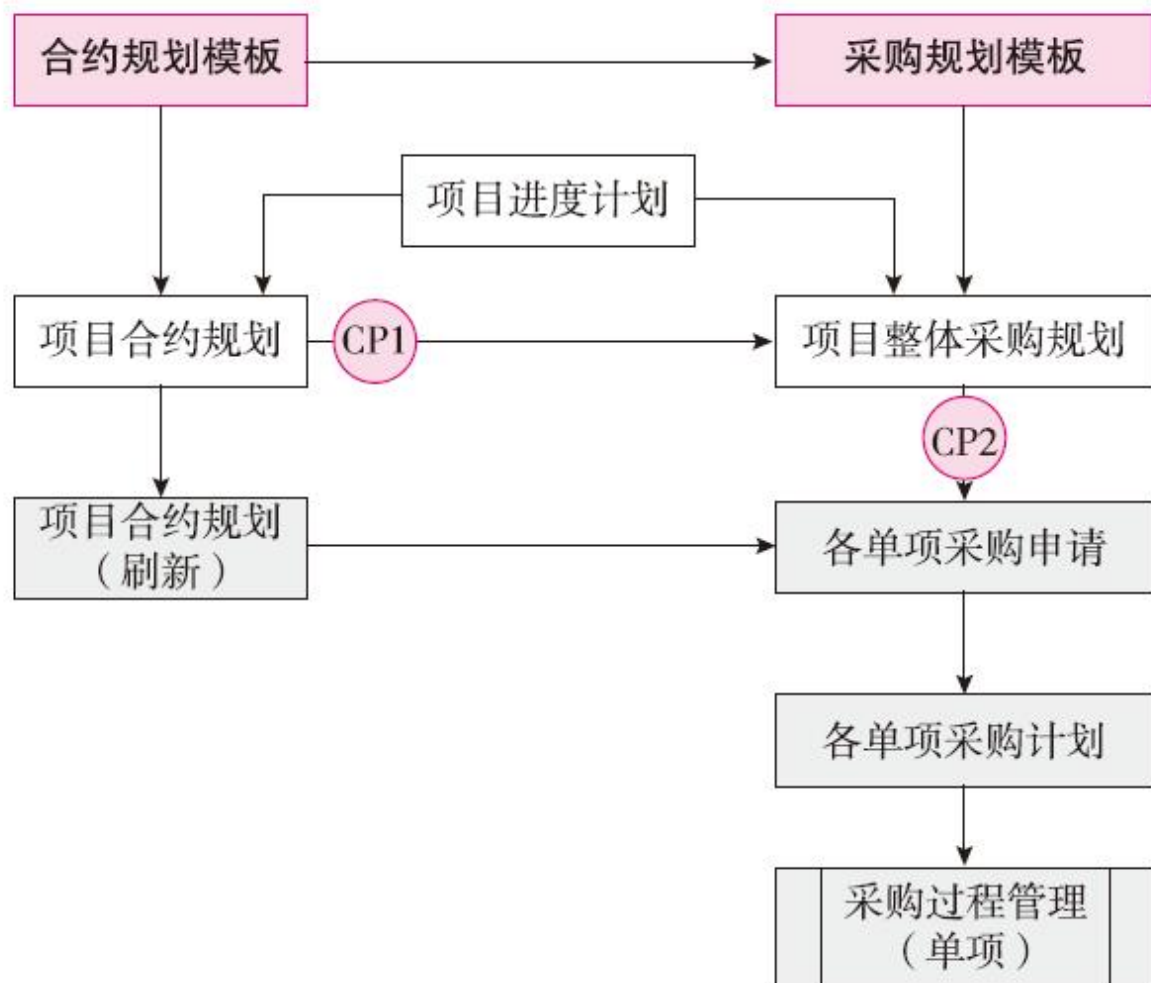 合约规划模板
采购规划模板
项目进度计划
项目合约规划
CP1
项目整体采购规划
CP2
项目合约规划
（刷新）
各单项采购申请
各单项采购计划
采购过程管理
（单项）